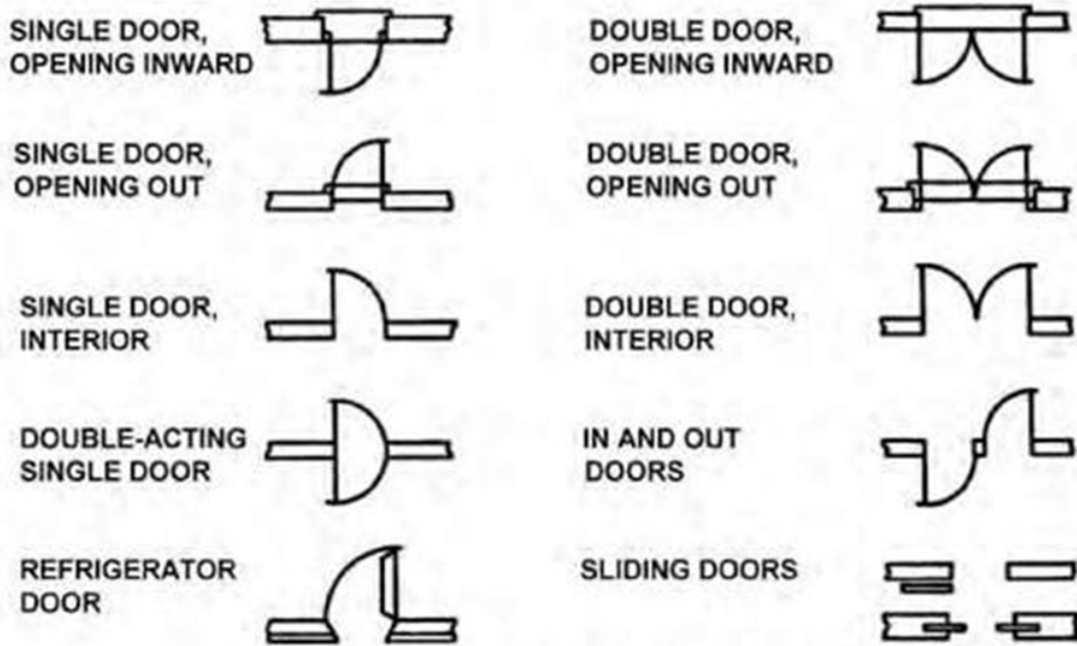 SINGLE DOOR,
OPENING INWARD
DOUBLE DOOR,
OPENING INWARD
SINGLE DOOR,
OPENING OUT
DOUBLE DOOR,
OPENING OUT
SINGLE DOOR,
INTERIOR
DOUBLE DOOR,
INTERIOR
DOUBLE-ACTING
SINGLE DOOR
IN AND OUT
DOORS
REFRIGERATOR
DOOR
SLIDING DOORS